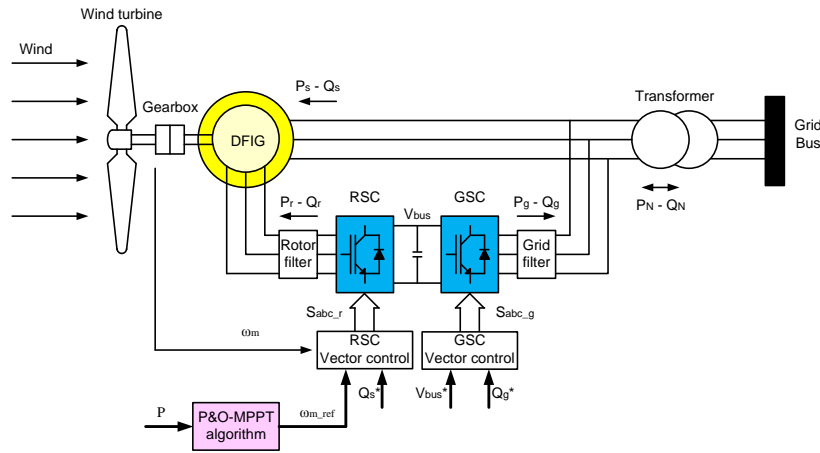 Wind turbine
Wind
Gearbox
DFIG
Ps - Qs
Transformer
Grid
Bus
PN - QN
Pr - Qr
RSC
Vbus
GSC
Pg - Qg
Rotor
filter
Grid
filter
Sabc_r
Sabc_g
ωm
RSC
Vector control
GSC
Vector control
Qs*
Vbus*
Qg*
P
P&O-MPPT
algorithm
ωm_ref